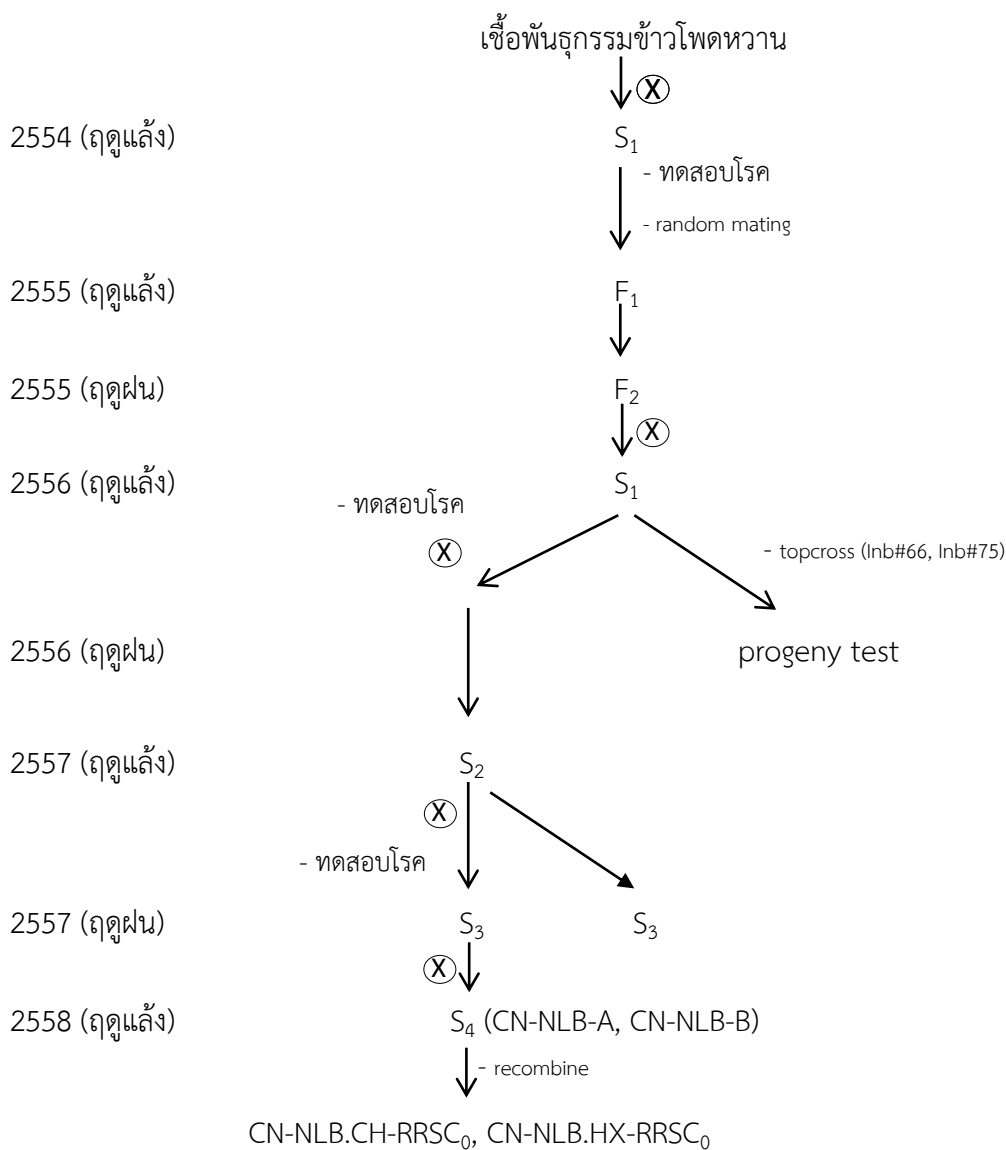 เชื้อพันธุกรรมข้าวโพดหวาน
X
2554 (ฤดูแล้ง) S₁
- ทดสอบโรค
- random mating
2555 (ฤดูแล้ง) F₁
2555 (ฤดูฝน) F₂
X
2556 (ฤดูแล้ง) S₁
- ทดสอบโรค
X
- topcross (Inb#66, Inb#75)
2556 (ฤดูฝน) progeny test
2557 (ฤดูแล้ง) S₂
X
- ทดสอบโรค
2557 (ฤดูฝน) S₃ S₃
X
2558 (ฤดูแล้ง) S₄ (CN-NLB-A, CN-NLB-B)
- recombine
CN-NLB.CH-RRSC₀, CN-NLB.HX-RRSC₀